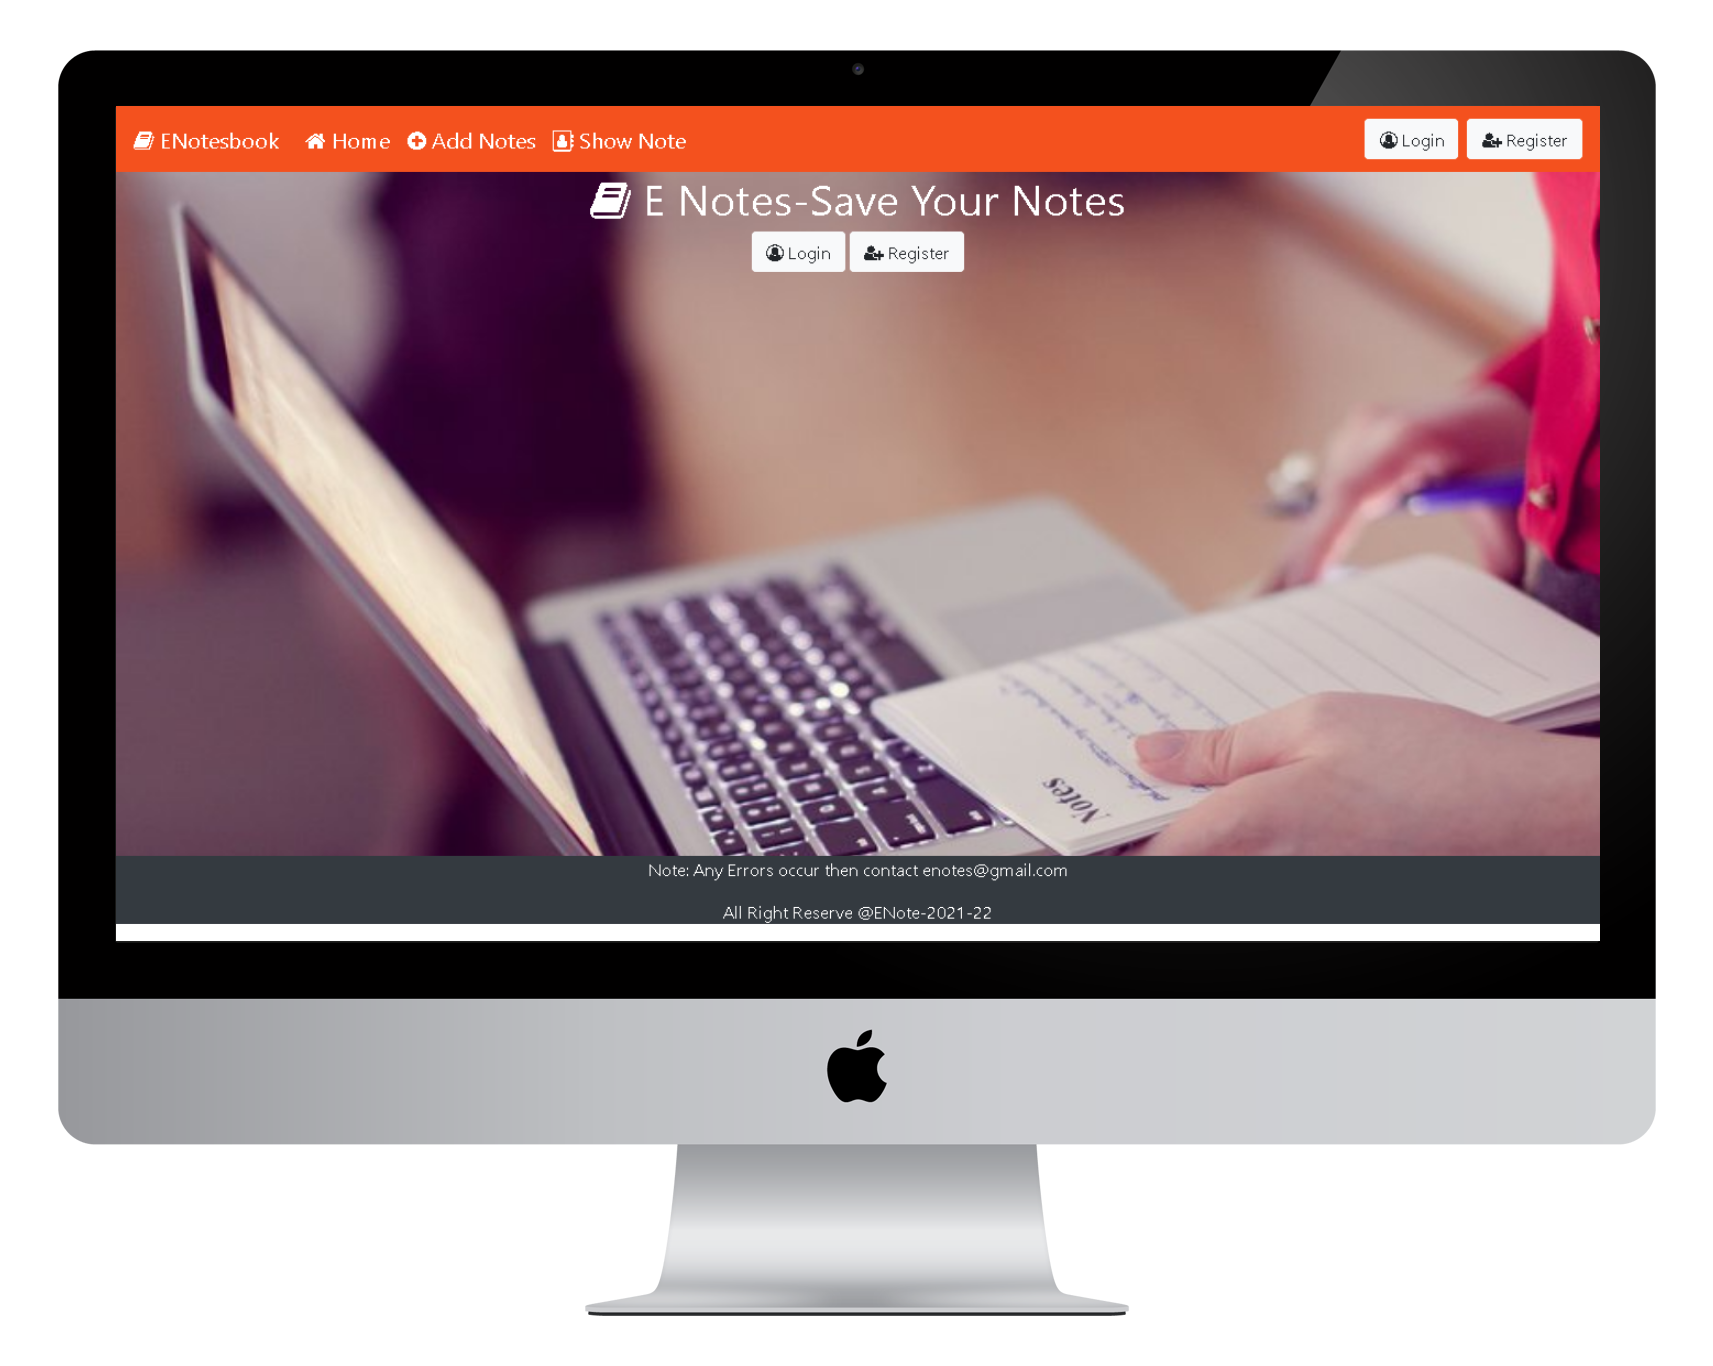 ENotesbook Home Add Notes Show Note Login Register
E Notes-Save Your Notes
Login Register
Notes
Note: Any Errors occur then contact enotes@gmail.com
All Right Reserve @ENote-2021-22